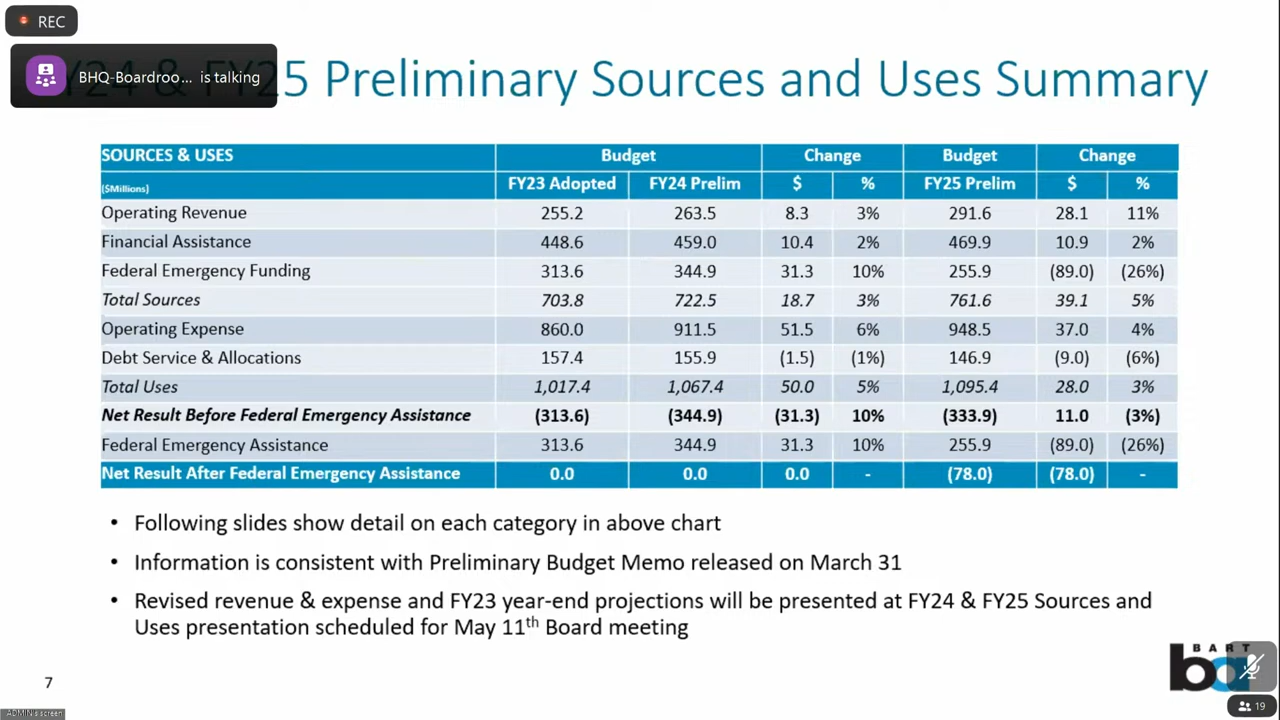 REC
BHQ-Boardroo... is talking
25 Preliminary Sources and Uses Summary
SOURCES & USES Budget Change Budget Change
($Millions) FY23 Adopted FY24 Prelim $ % FY25 Prelim $ %
Operating Revenue 255.2 263.5 8.3 3% 291.6 28.1 11%
Financial Assistance 448.6 459.0 10.4 2% 469.9 10.9 2%
Federal Emergency Funding 313.6 344.9 31.3 10% 255.9 (89.0) (26%)
Total Sources 703.8 722.5 18.7 3% 761.6 39.1 5%
Operating Expense 860.0 911.5 51.5 6% 948.5 37.0 4%
Debt Service & Allocations 157.4 155.9 (1.5) (1%) 146.9 (9.0) (6%)
Total Uses 1,017.4 1,067.4 50.0 5% 1,095.4 28.0 3%
Net Result Before Federal Emergency Assistance (313.6) (344.9) (31.3) 10% (333.9) 11.0 (3%)
Federal Emergency Assistance 313.6 344.9 31.3 10% 255.9 (89.0) (26%)
Net Result After Federal Emergency Assistance 0.0 0.0 0.0 - (78.0) (78.0) -
• Following slides show detail on each category in above chart
• Information is consistent with Preliminary Budget Memo released on March 31
• Revised revenue & expense and FY23 year-end projections will be presented at FY24 & FY25 Sources and
Uses presentation scheduled for May 11th Board meeting
BART
ba
7
19
ADMIN's screen